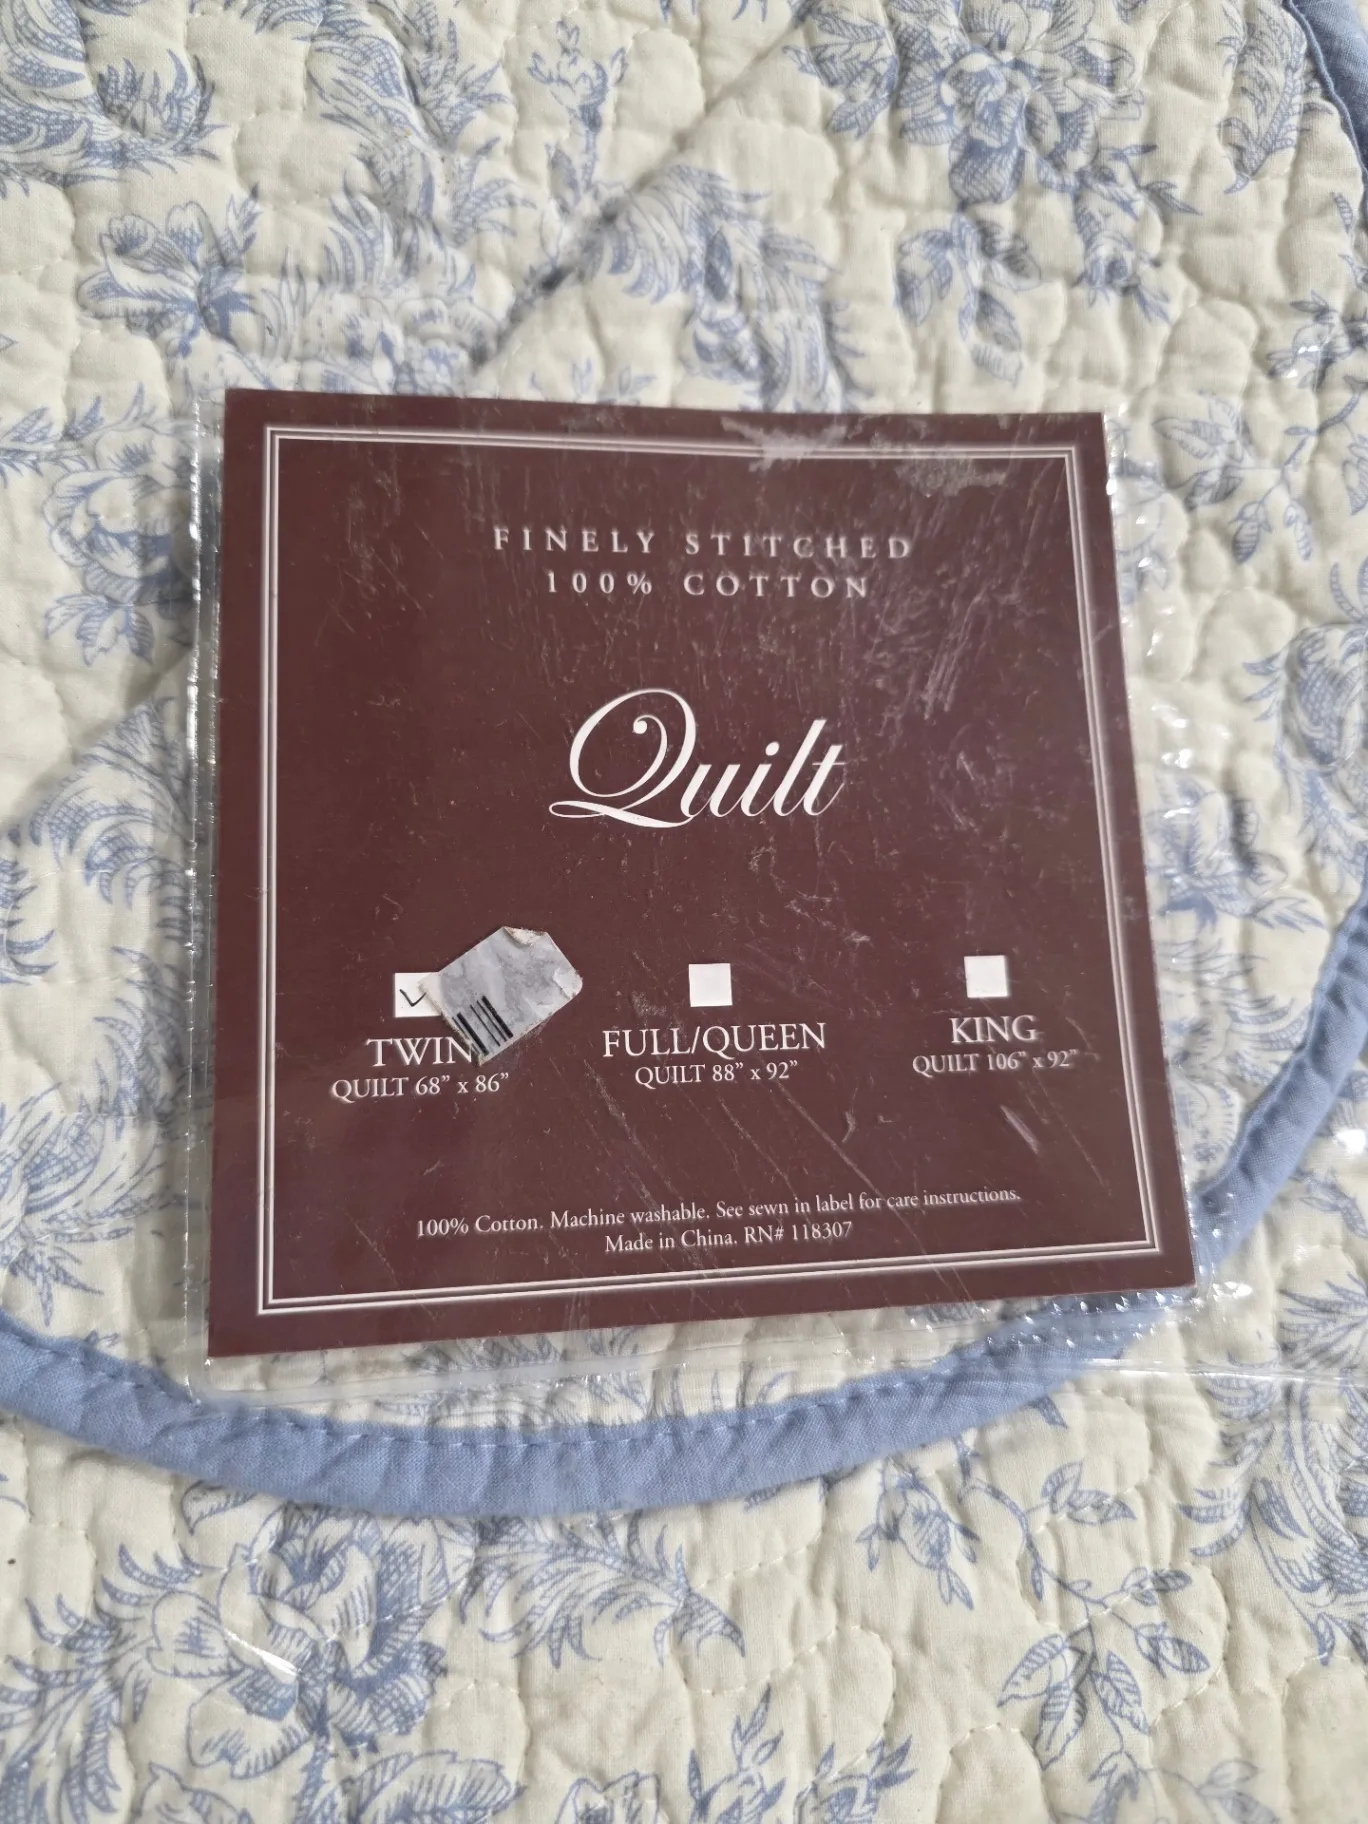 FINELY STITCHED
100% COTTON
Quilt
TWIN
QUILT 68” x 86”
FULL/QUEEN
QUILT 88” x 92”
KING
QUILT 106” x 92”
100% Cotton. Machine washable. See sewn in label for care instructions.
Made in China. RN# 118307